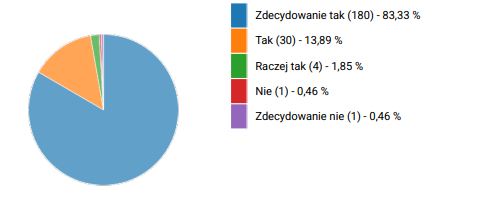 Zdecydowanie tak (180) - 83,33 %
Tak (30) - 13,89 %
Raczej tak (4) - 1,85 %
Nie (1) - 0,46 %
Zdecydowanie nie (1) - 0,46 %